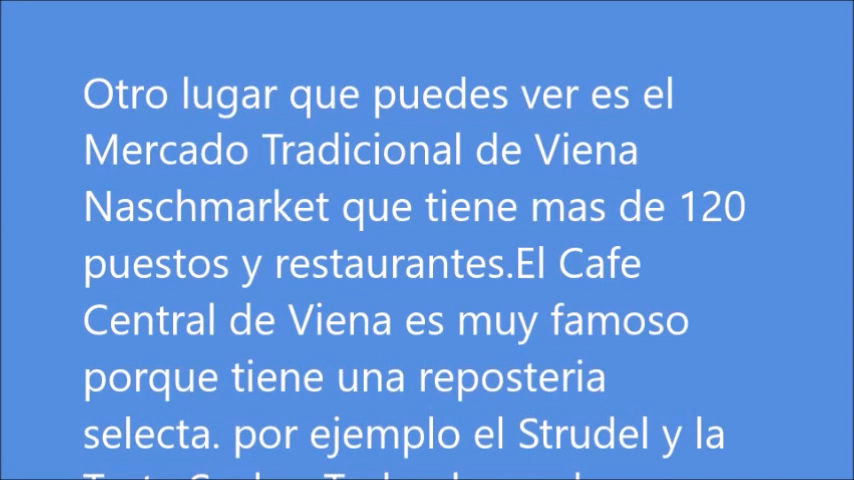 Otro lugar que puedes ver es el
Mercado Tradicional de Viena
Naschmarket que tiene mas de 120
puestos y restaurantes.El Cafe
Central de Viena es muy famoso
porque tiene una reposteria
selecta. por ejemplo el Strudel y la